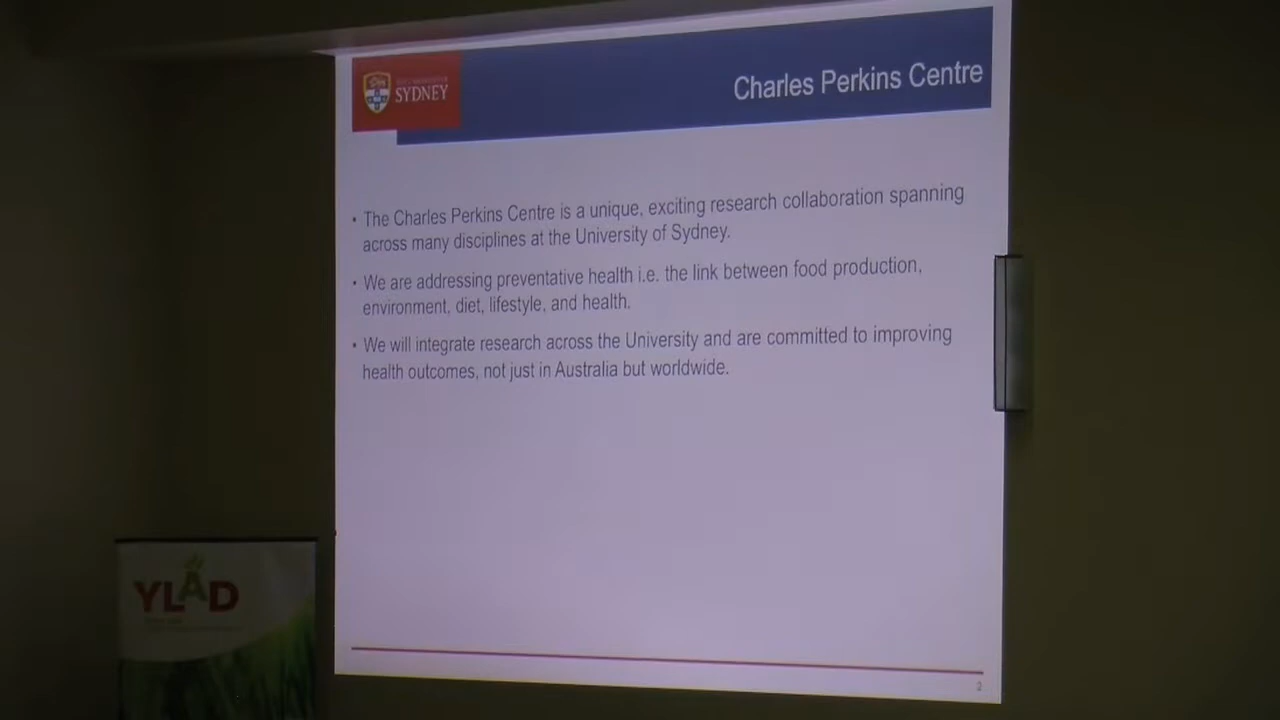 SYDNEY
Charles Perkins Centre
• The Charles Perkins Centre is a unique, exciting research collaboration spanning
across many disciplines at the University of Sydney.
• We are addressing preventative health i.e. the link between food production,
environment, diet, lifestyle, and health.
• We will integrate research across the University and are committed to improving
health outcomes, not just in Australia but worldwide.
YLAD
2